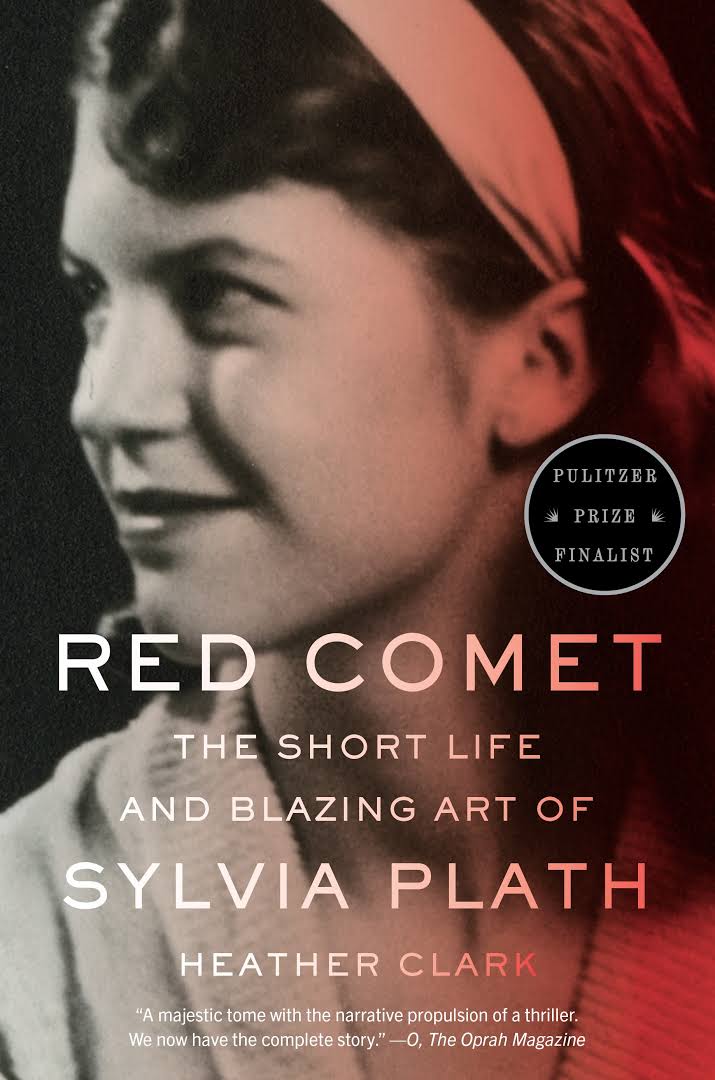 PULITZER
PRIZE
FINALIST
RED COMET
THE SHORT LIFE
AND BLAZING ART OF
SYLVIA PLATH
HEATHER CLARK
“A majestic tome with the narrative propulsion of a thriller.
We now have the complete story.” —O, The Oprah Magazine